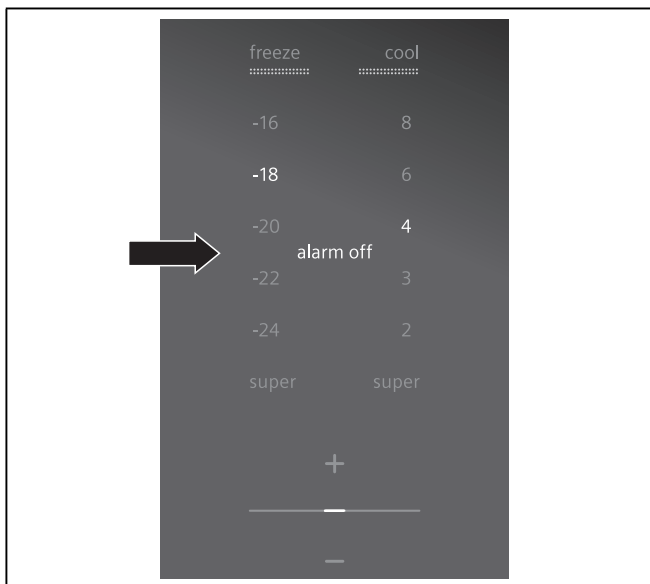 freeze cool
-16 8
-18 6
-20 4
alarm off
-22 3
-24 2
super super
+
−